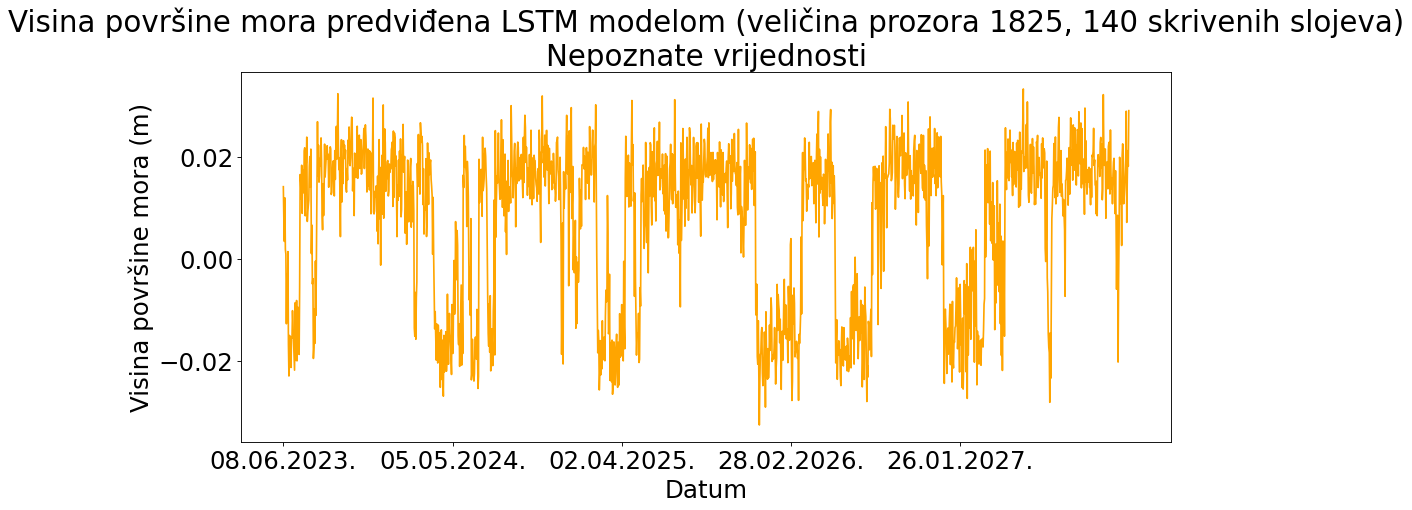 Visina površine mora predviđena LSTM modelom (veličina prozora 1825, 140 skrivenih slojeva)
Nepoznate vrijednosti
Visina površine mora (m)
0.02
0.00
−0.02
08.06.2023. 05.05.2024. 02.04.2025. 28.02.2026. 26.01.2027.
Datum